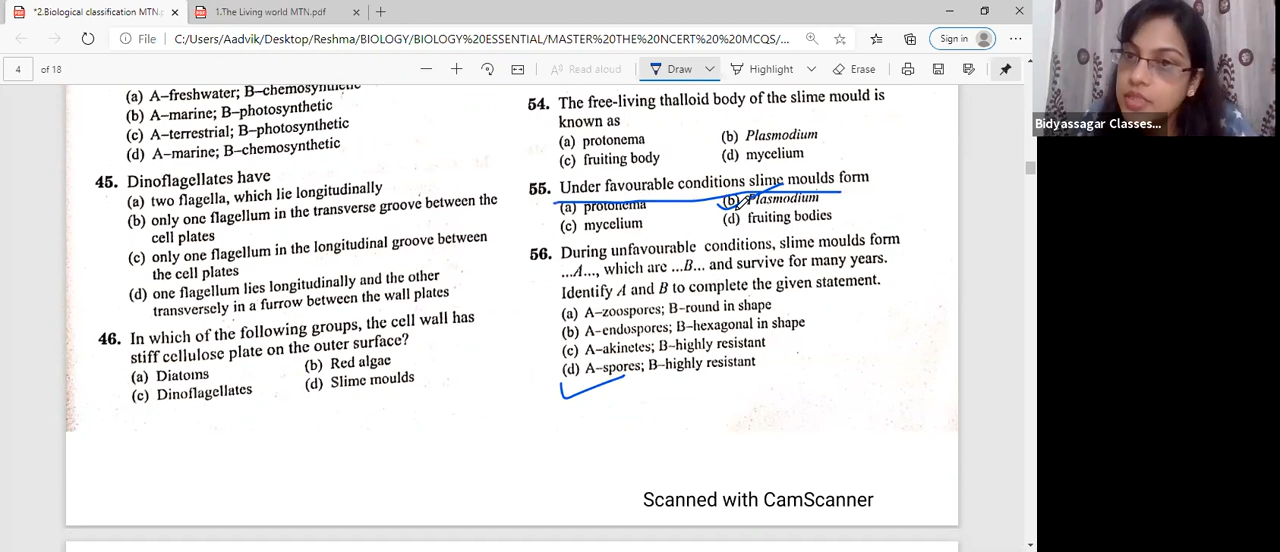 *2.Biological classification MTN.
1.The Living world MTN.pdf
File
C:/Users/Aadvik/Desktop/Reshma/BIOLOGY/BIOLOGY%20ESSENTIAL/MASTER%20THE%20NCERT%20%20MCQS/...
Sign in
4 of 18
Read aloud
Draw
Highlight
Erase
Bidyassagar Classes...
(a) A–freshwater; B–chemosynthetic
(b) A–marine; B–photosynthetic
(c) A–terrestrial; B–photosynthetic
(d) A–marine; B–chemosynthetic
45. Dinoflagellates have
(a) two flagella, which lie longitudinally
(b) only one flagellum in the transverse groove between the
cell plates
(c) only one flagellum in the longitudinal groove between
the cell plates
(d) one flagellum lies longitudinally and the other
transversely in a furrow between the wall plates
46. In which of the following groups, the cell wall has
stiff cellulose plate on the outer surface?
(a) Diatoms (b) Red algae
(c) Dinoflagellates (d) Slime moulds
54. The free-living thalloid body of the slime mould is
known as
(a) protonema (b) Plasmodium
(c) fruiting body (d) mycelium
55. Under favourable conditions slime moulds form
(a) protonema (b) Plasmodium
(c) mycelium (d) fruiting bodies
56. During unfavourable conditions, slime moulds form
...A..., which are ...B... and survive for many years.
Identify A and B to complete the given statement.
(a) A–zoospores; B–round in shape
(b) A–endospores; B–hexagonal in shape
(c) A–akinetes; B–highly resistant
(d) A–spores; B–highly resistant
Scanned with CamScanner